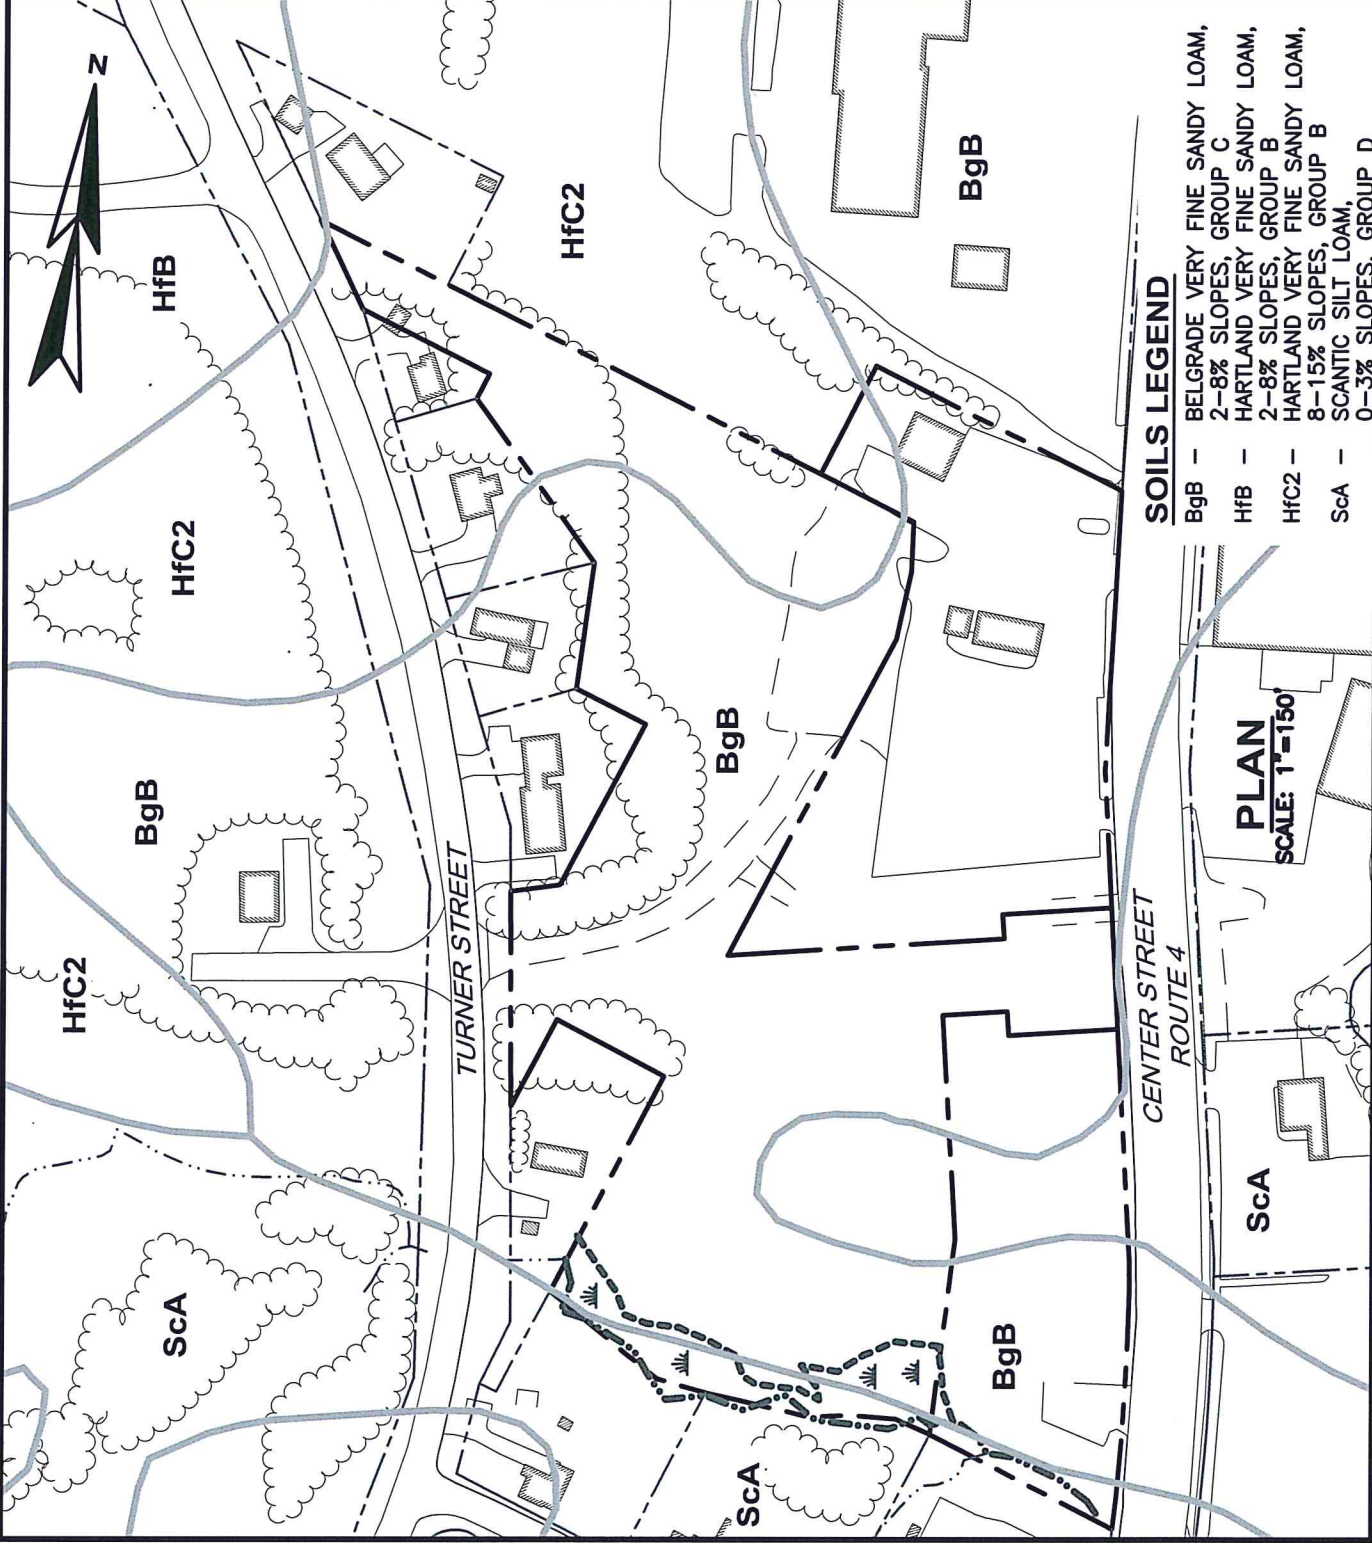 N
HfB
HfC2
BgB
HfC2
BgB
HfC2
ScA
TURNER STREET
BgB
CENTER STREET
ROUTE 4
ScA
BgB
ScA
SOILS LEGEND
BgB - BELGRADE VERY FINE SANDY LOAM,
2-8% SLOPES, GROUP C
HfB - HARTLAND VERY FINE SANDY LOAM,
2-8% SLOPES, GROUP B
HfC2 - HARTLAND VERY FINE SANDY LOAM,
8-15% SLOPES, GROUP B
ScA - SCANTIC SILT LOAM,
0-3% SLOPES, GROUP D
PLAN
SCALE: 1"=150'